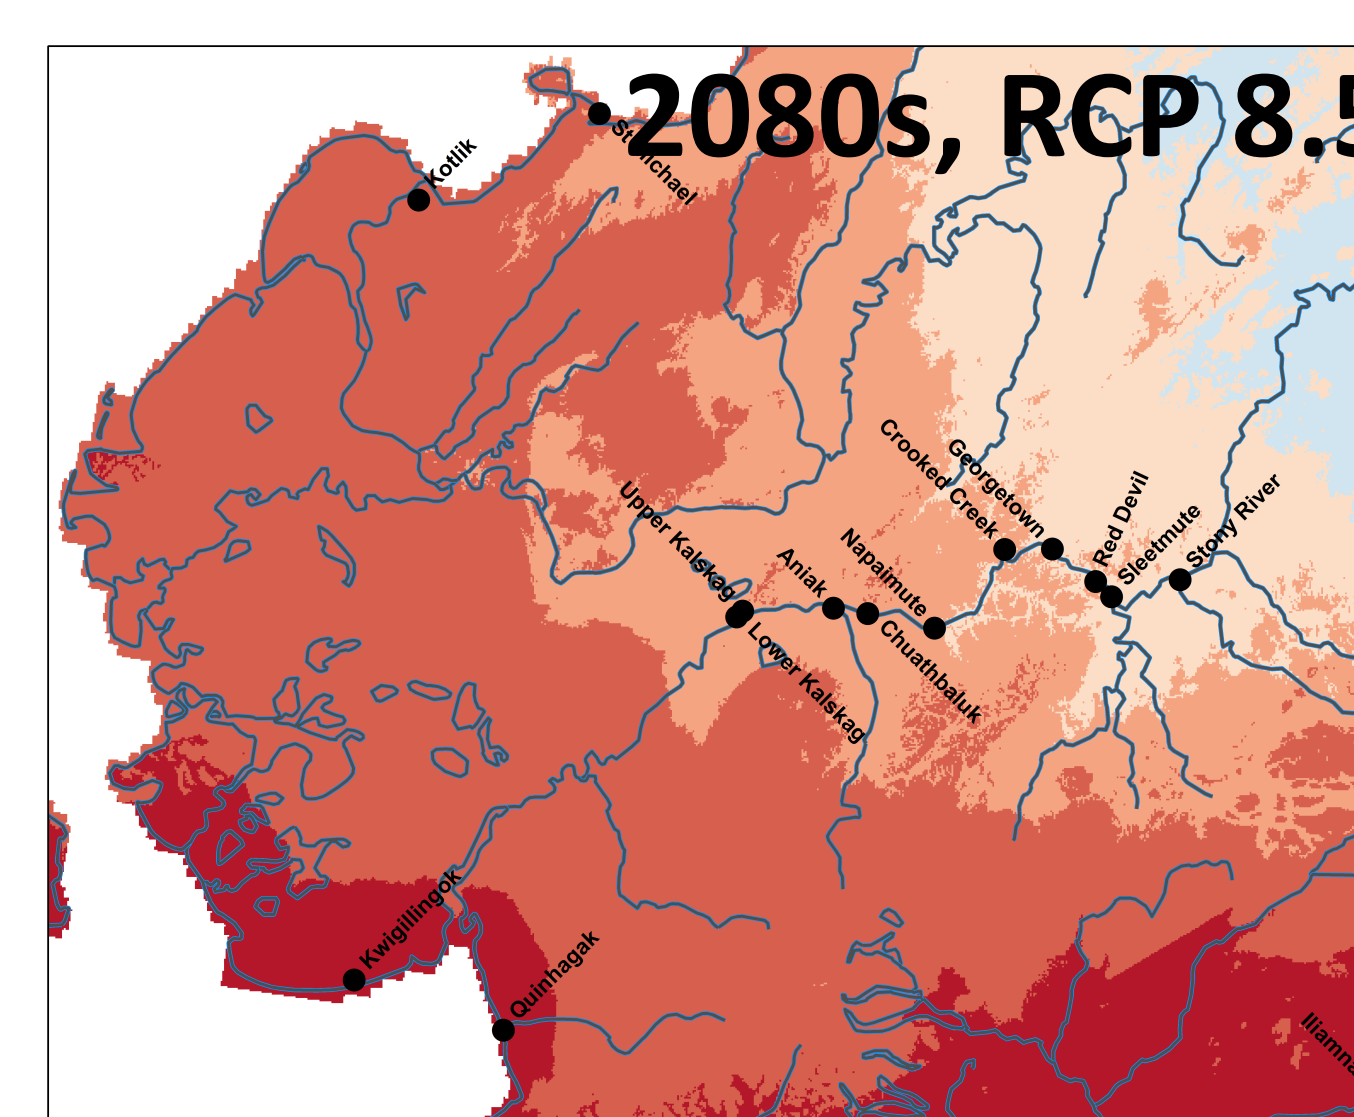 2080s, RCP 8.5
St. Michael
Kotlik
Crooked Creek
Georgetown
Red Devil
Sleetmute
Stony River
Upper Kalskag
Aniak
Napaimute
Lower Kalskag
Chuathbaluk
Kwigillingok
Quinhagak
Iliamna